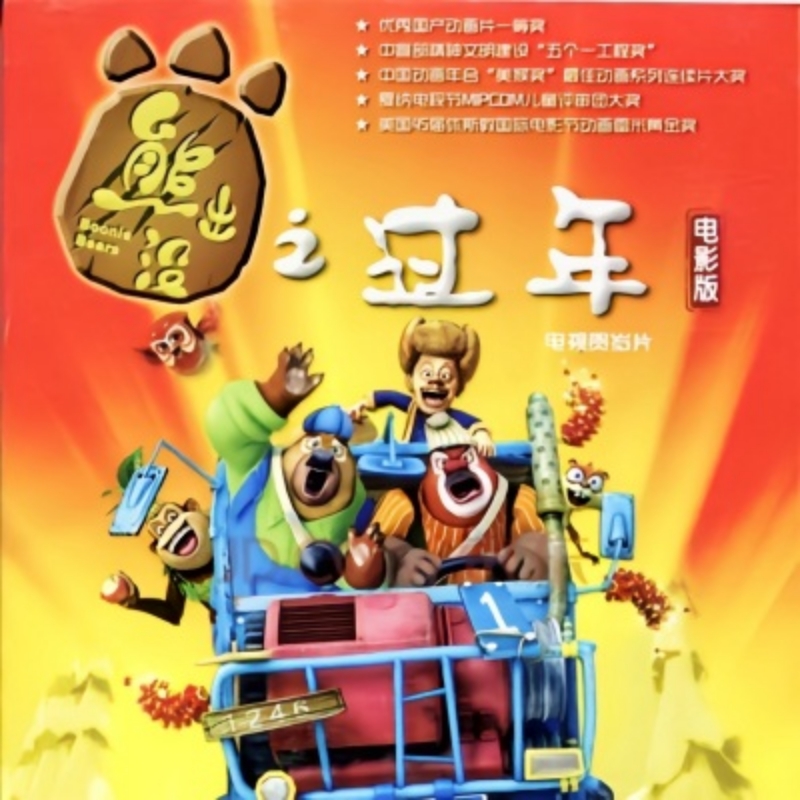 ★ 优秀国产动画片一等奖
★ 中宣部精神文明建设“五个一工程奖”
★ 中国动画年会“美猴奖”最佳动画系列连续片大奖
★ 戛纳电视节MIPCOM儿童评审团大奖
★ 美国45届休斯敦国际电影节动画雷米黄金奖
熊出没
Boonie
Bears
之过年
电影版
电视贺岁片
1
124K